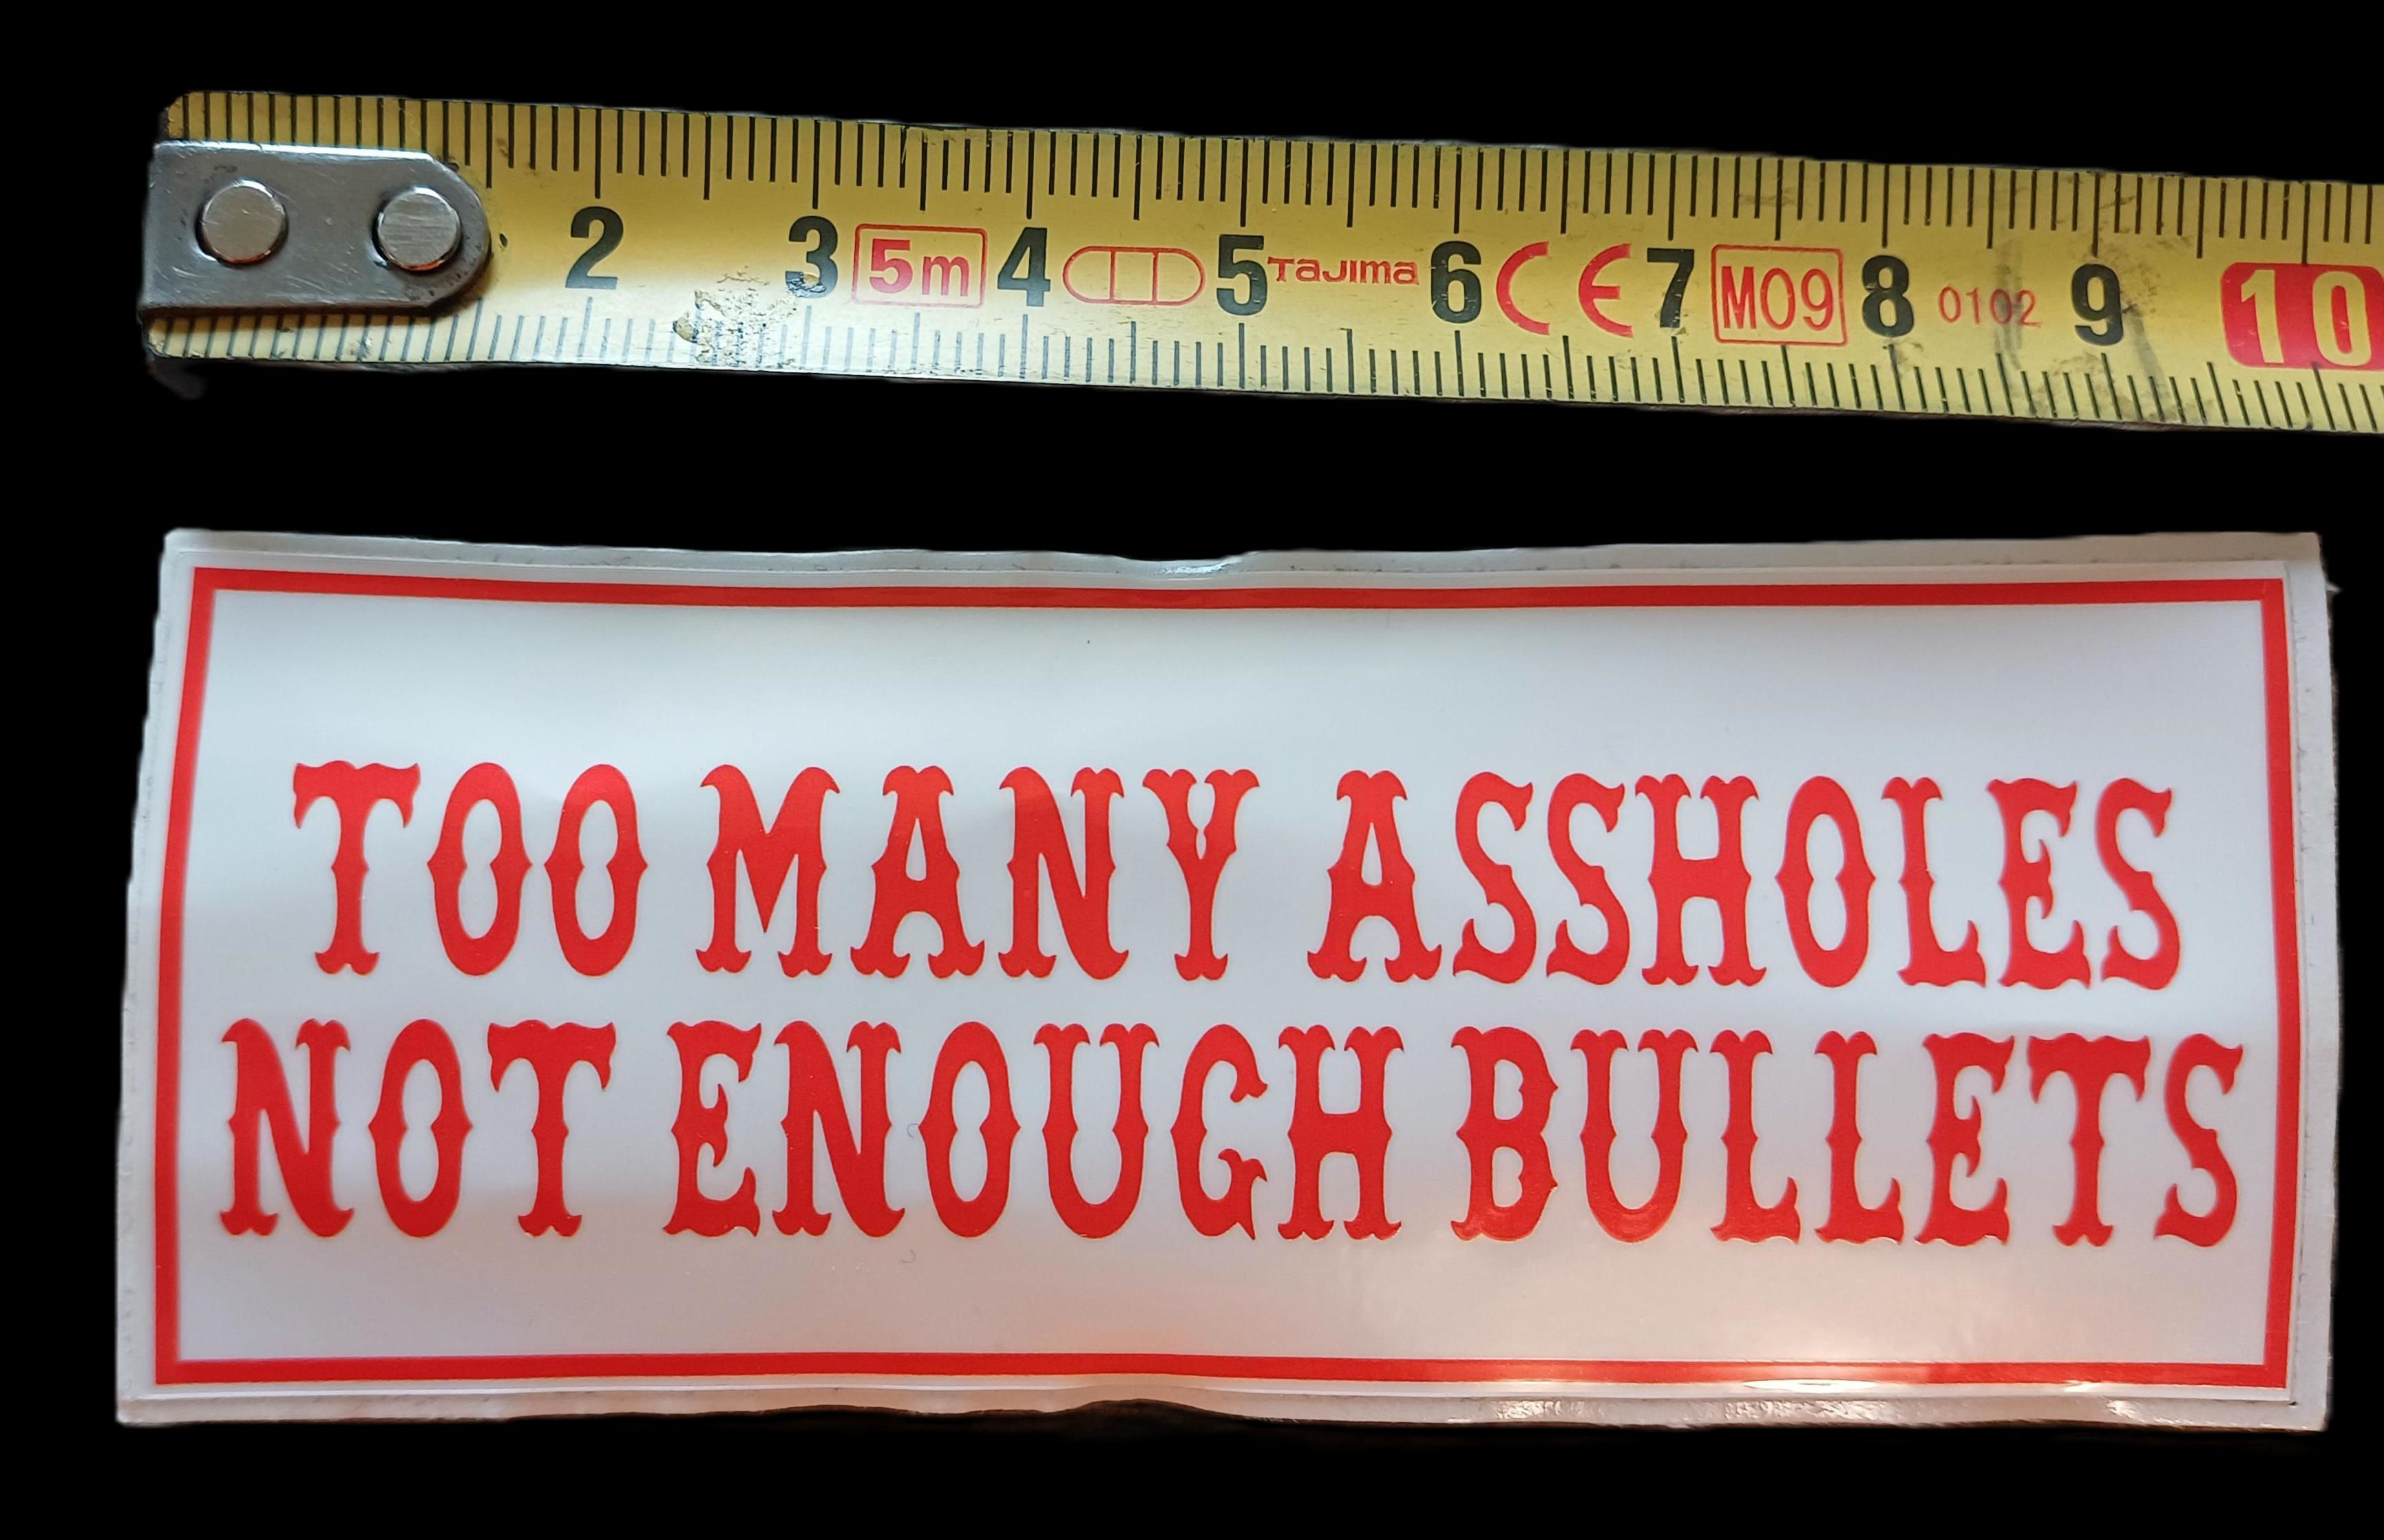 2 3 5m 4 5 TaJIma 6 CE 7 M09 8 0102 9 10
TOO MANY ASSHOLES
NOT ENOUGH BULLETS